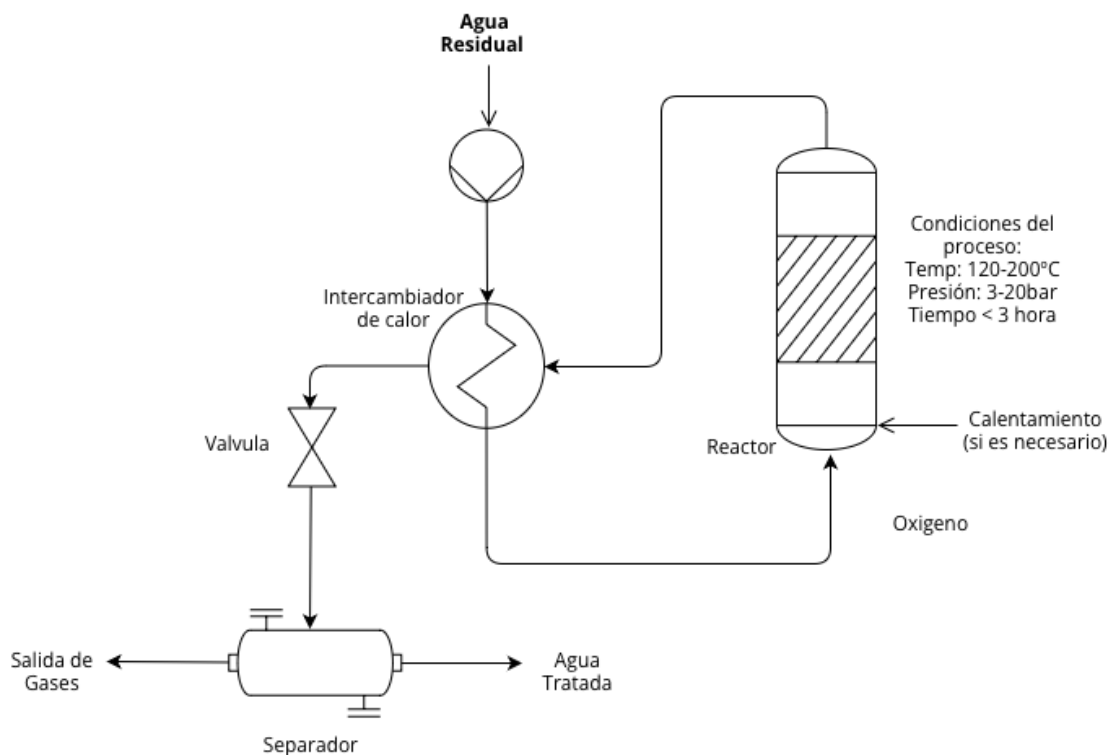 Agua
Residual
Intercambiador
de calor
Condiciones del
proceso:
Temp: 120-200ºC
Presión: 3-20bar
Tiempo < 3 hora
Valvula
Reactor
Calentamiento
(si es necesario)
Oxigeno
Salida de
Gases
Agua
Tratada
Separador